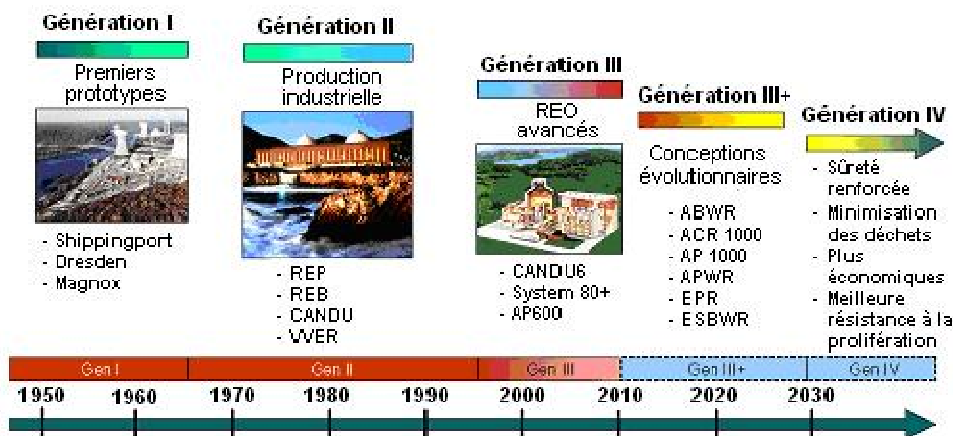 Génération I
Premiers
prototypes
- Shippingport
- Dresden
- Magnox
Génération II
Production
industrielle
- REP
- REB
- CANDU
- VVER
Génération III
REO
avancés
- CANDU6
- System 80+
- AP600
Génération III+
Conceptions
évolutionnaires
- ABWR
- ACR 1000
- AP 1000
- APWR
- EPR
- ESBWR
Génération IV
- Sûreté
renforcée
- Minimisation
des déchets
- Plus
économiques
- Meilleure
résistance à la
prolifération
Gen I Gen II Gen III Gen III+ Gen IV
1950 1960 1970 1980 1990 2000 2010 2020 2030